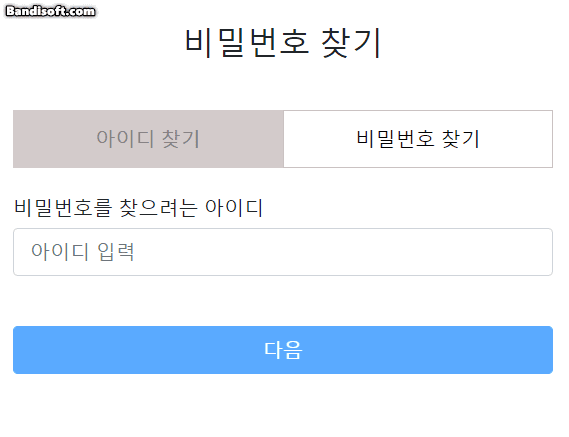 Bandisoft.com
비밀번호 찾기
아이디 찾기
비밀번호 찾기
비밀번호를 찾으려는 아이디
아이디 입력
다음